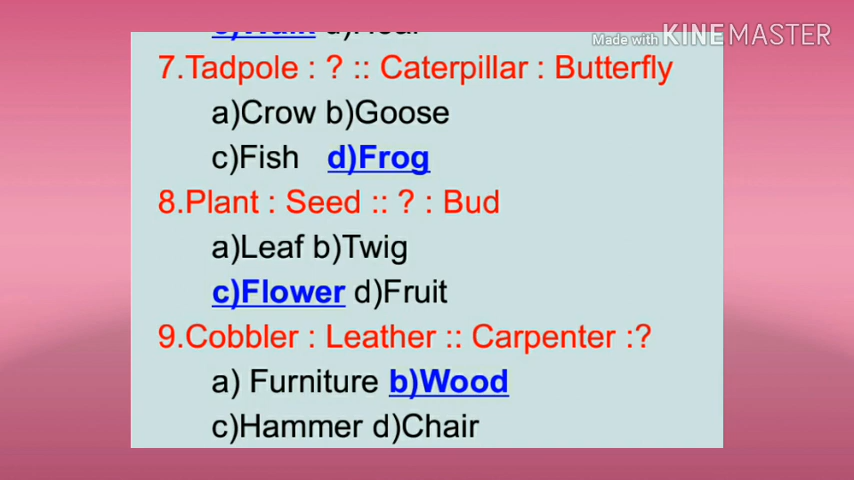 Made with KINEMASTER
7.Tadpole : ? :: Caterpillar : Butterfly
a)Crow b)Goose
c)Fish d)Frog
8.Plant : Seed :: ? : Bud
a)Leaf b)Twig
c)Flower d)Fruit
9.Cobbler : Leather :: Carpenter :?
a) Furniture b)Wood
c)Hammer d)Chair